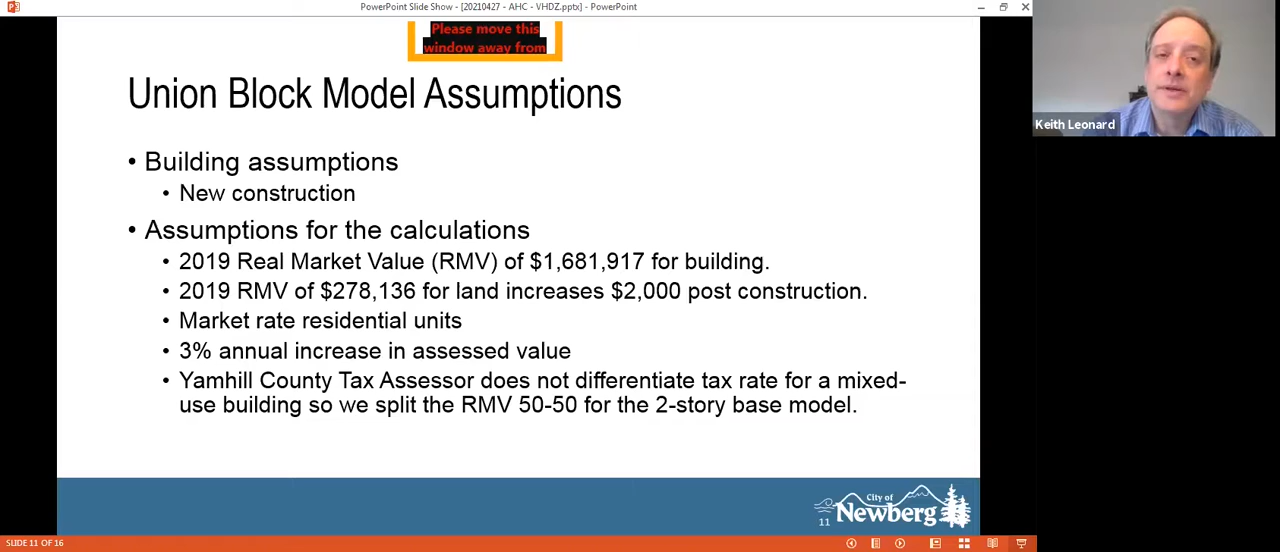 PowerPoint Slide Show - [20210427 - AHC - VHDZ.pptx] - PowerPoint
Please move this
window away from
Keith Leonard
Union Block Model Assumptions
• Building assumptions
• New construction
• Assumptions for the calculations
• 2019 Real Market Value (RMV) of $1,681,917 for building.
• 2019 RMV of $278,136 for land increases $2,000 post construction.
• Market rate residential units
• 3% annual increase in assessed value
• Yamhill County Tax Assessor does not differentiate tax rate for a mixed-
use building so we split the RMV 50-50 for the 2-story base model.
City of
Newberg
11
SLIDE 11 OF 16